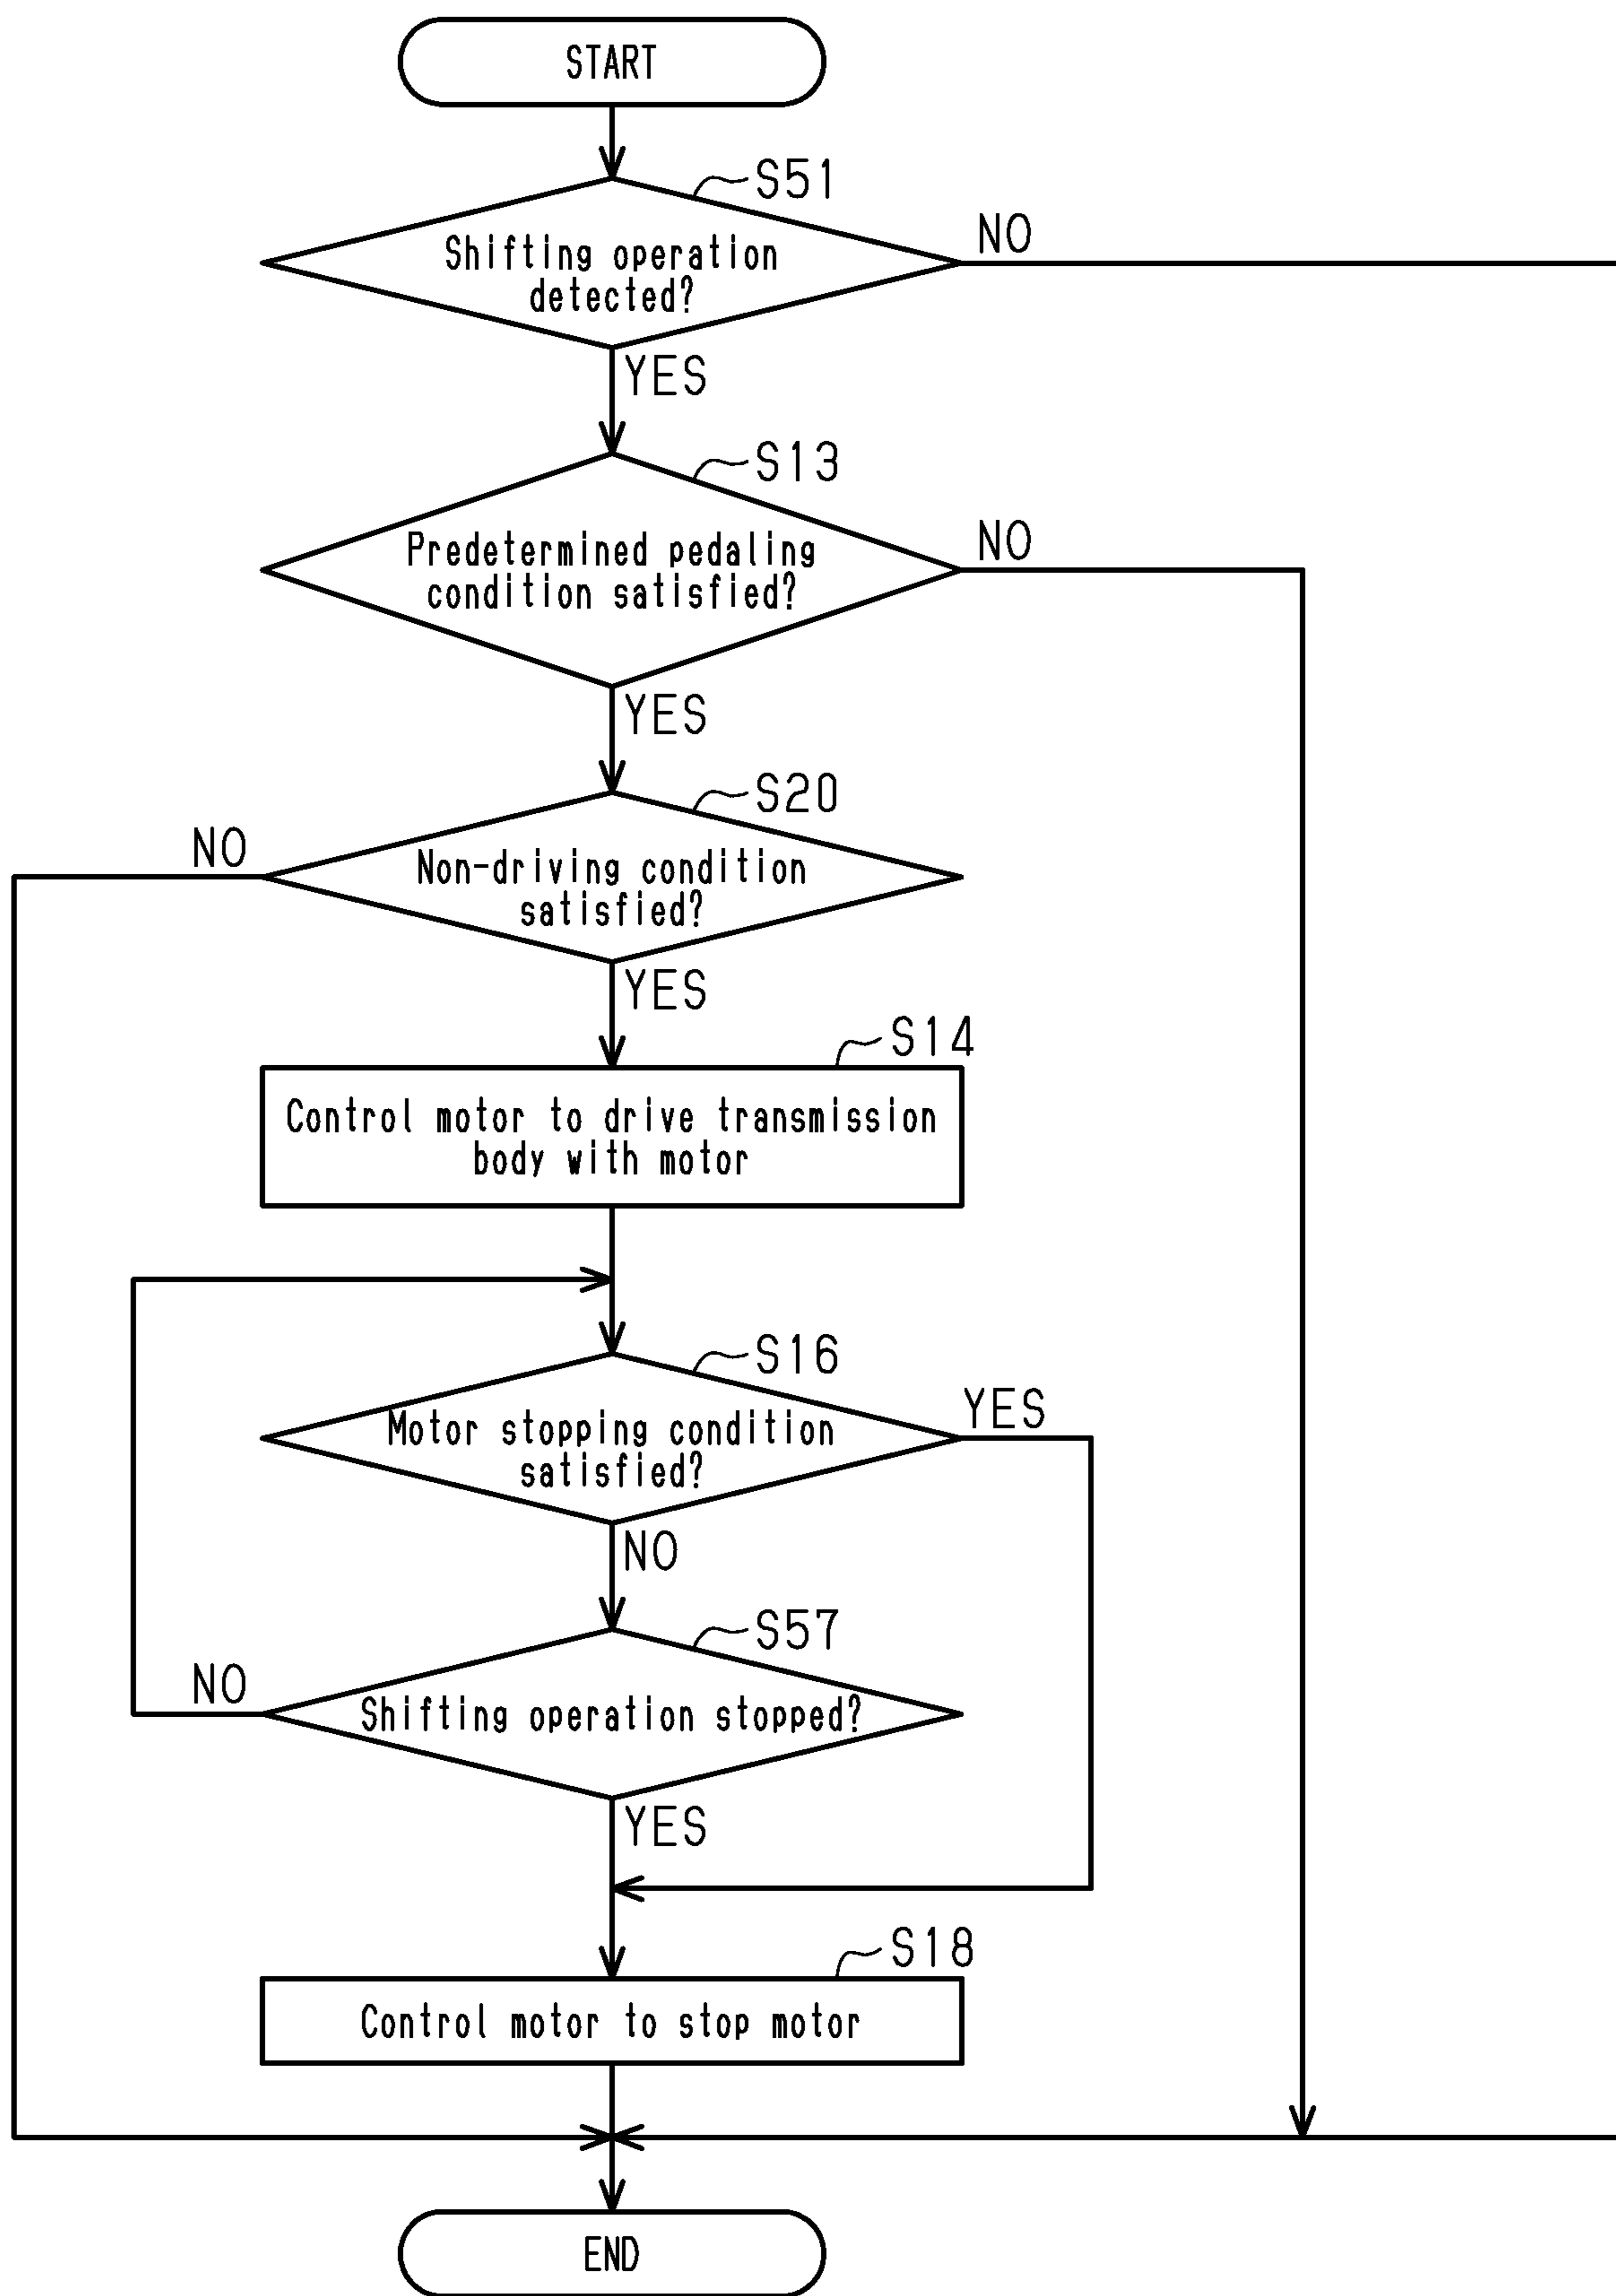 START
S51
Shifting operation
detected?
NO
YES
S13
Predetermined pedaling
condition satisfied?
NO
YES
S20
NO
Non-driving condition
satisfied?
YES
S14
Control motor to drive transmission
body with motor
S16
YES
Motor stopping condition
satisfied?
NO
S57
NO
Shifting operation stopped?
YES
S18
Control motor to stop motor
END